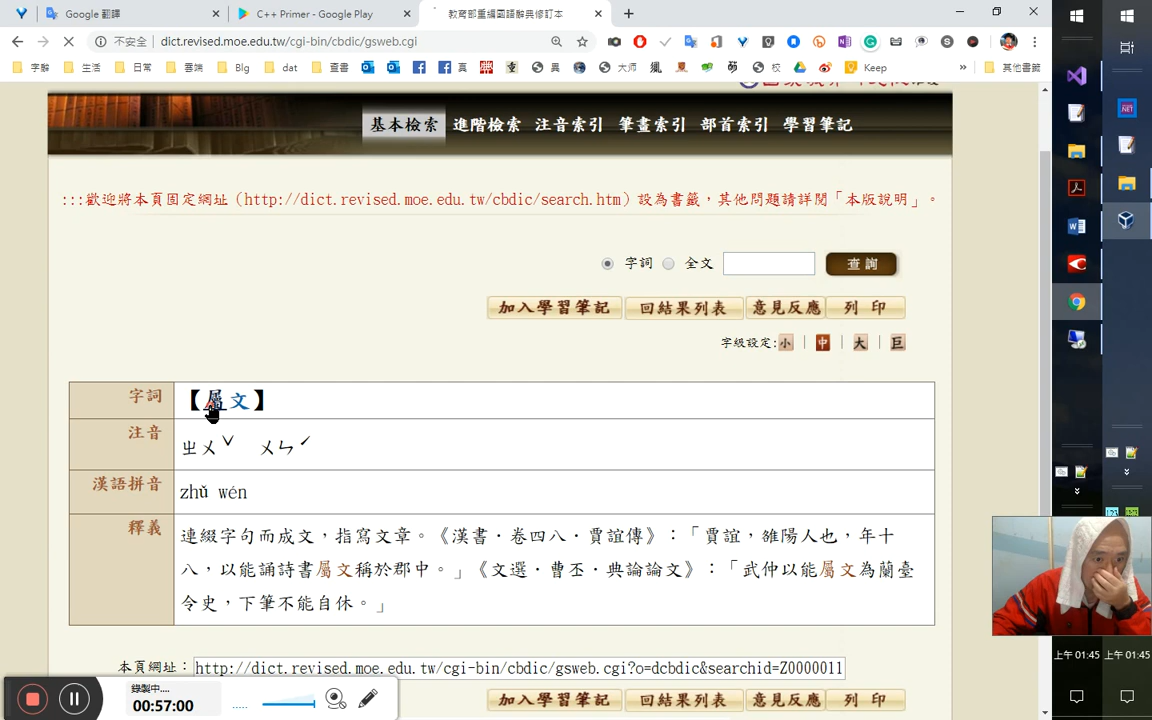 Google 翻譯
C++ Primer - Google Play
教育部重編國語辭典修訂本
不安全 dict.revised.moe.edu.tw/cgi-bin/cbdic/gsweb.cgi
字辭 生活 日常 雲端 Blg dat 查書 真 異 大師 萌 校 Keep » 其他書籤
基本檢索 進階檢索 注音索引 筆畫索引 部首索引 學習筆記
:::歡迎將本頁固定網址（http://dict.revised.moe.edu.tw/cbdic/search.htm）設為書籤，其他問題請詳閱「本版說明」。
字詞 全文 查詢
加入學習筆記 回結果列表 意見反應 列 印
字級設定: 小 | 中 | 大 | 巨
字詞 【屬文】
注音 ㄓㄨˇ ㄨㄣˊ
漢語拼音 zhǔ wén
釋義 連綴字句而成文，指寫文章。《漢書．卷四八．賈誼傳》：「賈誼，雒陽人也，年十
八，以能誦詩書屬文稱於郡中。」《文選．曹丕．典論論文》：「武仲以能屬文為蘭臺
令史，下筆不能自休。」
本頁網址： http://dict.revised.moe.edu.tw/cgi-bin/cbdic/gsweb.cgi?o=dcbdic&searchid=Z0000011
加入學習筆記 回結果列表 意見反應 列 印
錄製中....
00:57:00
上午 01:45 上午 01:45